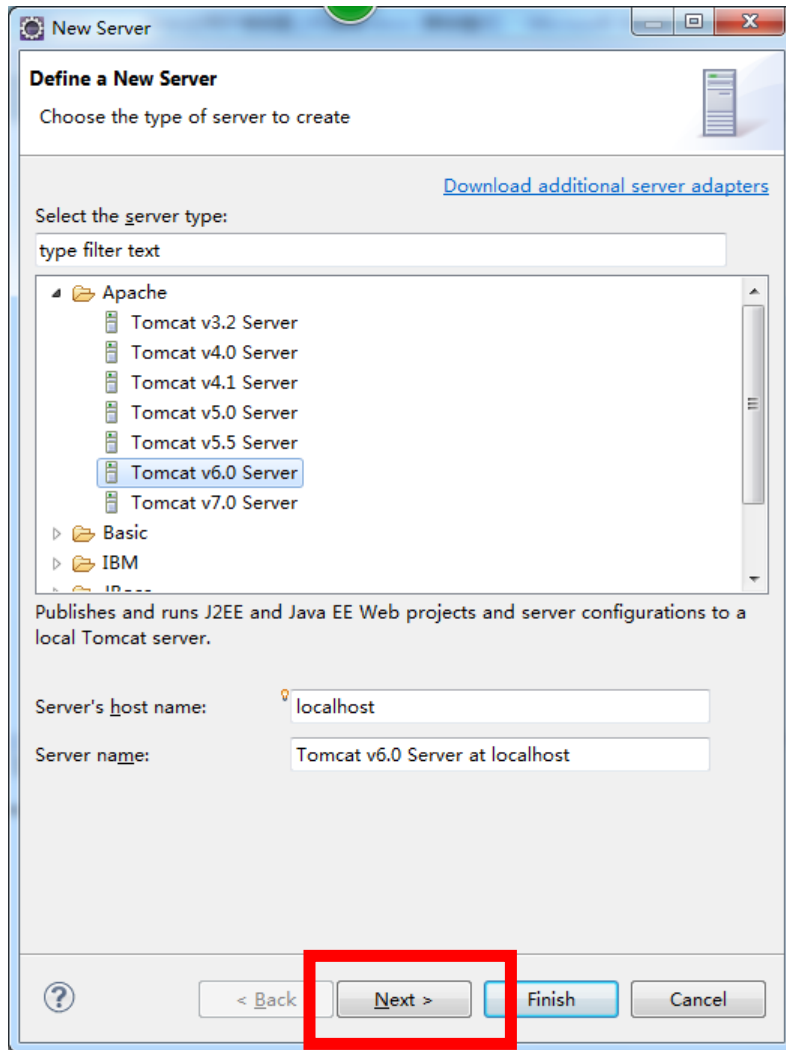 New Server
Define a New Server
Choose the type of server to create
Download additional server adapters
Select the server type:
type filter text
Apache
Tomcat v3.2 Server
Tomcat v4.0 Server
Tomcat v4.1 Server
Tomcat v5.0 Server
Tomcat v5.5 Server
Tomcat v6.0 Server
Tomcat v7.0 Server
Basic
IBM
Publishes and runs J2EE and Java EE Web projects and server configurations to a
local Tomcat server.
Server's host name: localhost
Server name: Tomcat v6.0 Server at localhost
? < Back Next > Finish Cancel